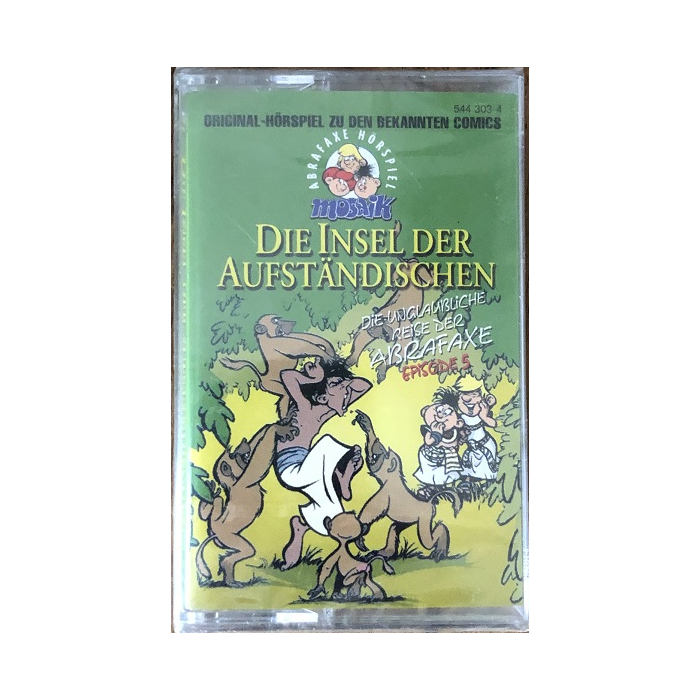 544 303-4
ORIGINAL-HÖRSPIEL ZU DEN BEKANNTEN COMICS
ABRAFAXE HÖRSPIEL
MOSAIK
DIE INSEL DER
AUFSTÄNDISCHEN
DIE UNGLAUBLICHE
REISE DER
ABRAFAXE
EPISODE 5